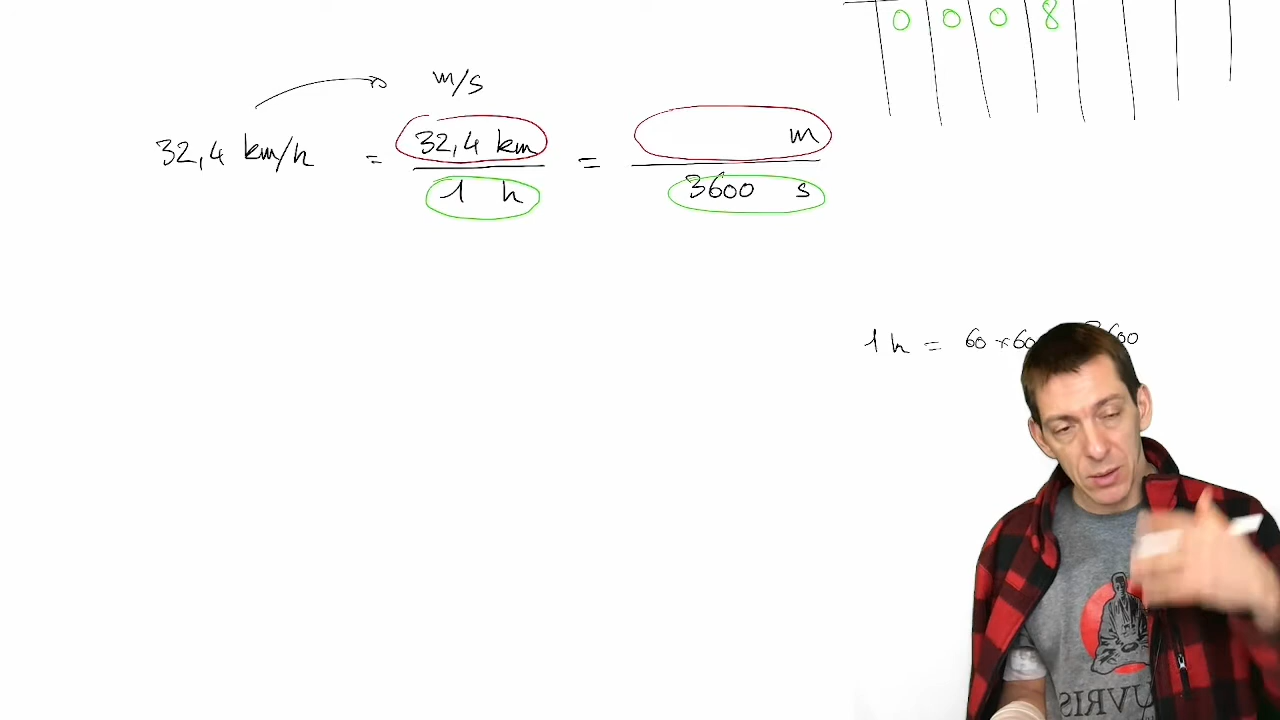 0 0 0 8
m/s
32,4 km/h = 32,4 km = m
1 h 3600 s
1 h = 60 × 60